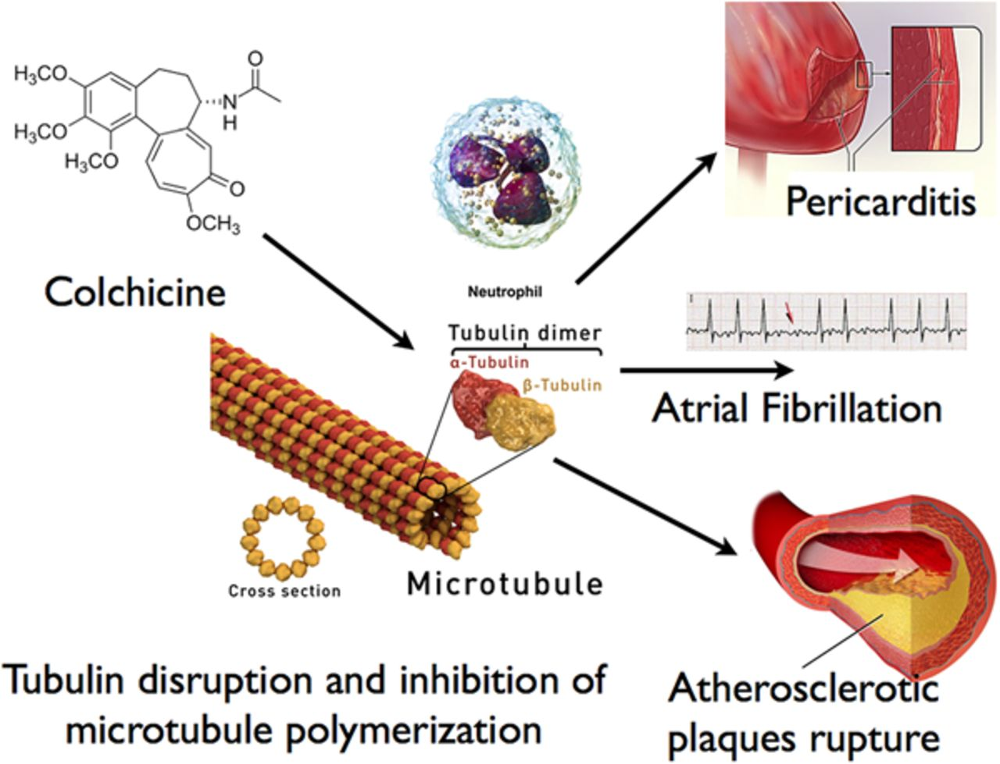 O
H₃CO
NH
H₃CO
H₃CO
O
OCH₃
Colchicine
Neutrophil
Pericarditis
Tubulin dimer
α-Tubulin
β-Tubulin
I
Atrial Fibrillation
Cross section
Microtubule
Tubulin disruption and inhibition of
microtubule polymerization
Atherosclerotic
plaques rupture